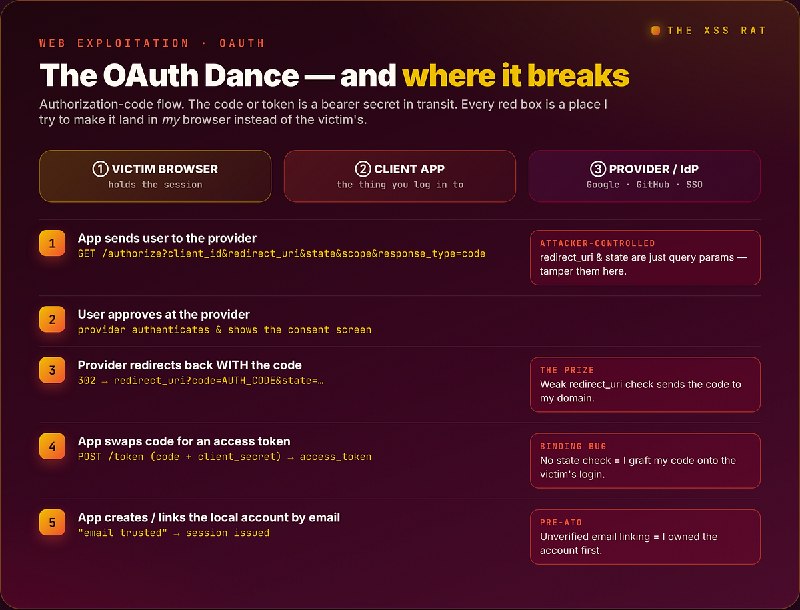 THE XSS RAT
WEB EXPLOITATION · OAUTH
The OAuth Dance — and where it breaks
Authorization-code flow. The code or token is a bearer secret in transit. Every red box is a place I
try to make it land in my browser instead of the victim's.
① VICTIM BROWSER
holds the session
② CLIENT APP
the thing you log in to
③ PROVIDER / IdP
Google · GitHub · SSO
1
App sends user to the provider
GET /authorize?client_id&redirect_uri&state&scope&response_type=code
ATTACKER-CONTROLLED
redirect_uri & state are just query params —
tamper them here.
2
User approves at the provider
provider authenticates & shows the consent screen
3
Provider redirects back WITH the code
302 → redirect_uri?code=AUTH_CODE&state=…
THE PRIZE
Weak redirect_uri check sends the code to
my domain.
4
App swaps code for an access token
POST /token (code + client_secret) → access_token
BINDING BUG
No state check = I graft my code onto the
victim's login.
5
App creates / links the local account by email
"email trusted" → session issued
PRE-ATO
Unverified email linking = I owned the
account first.